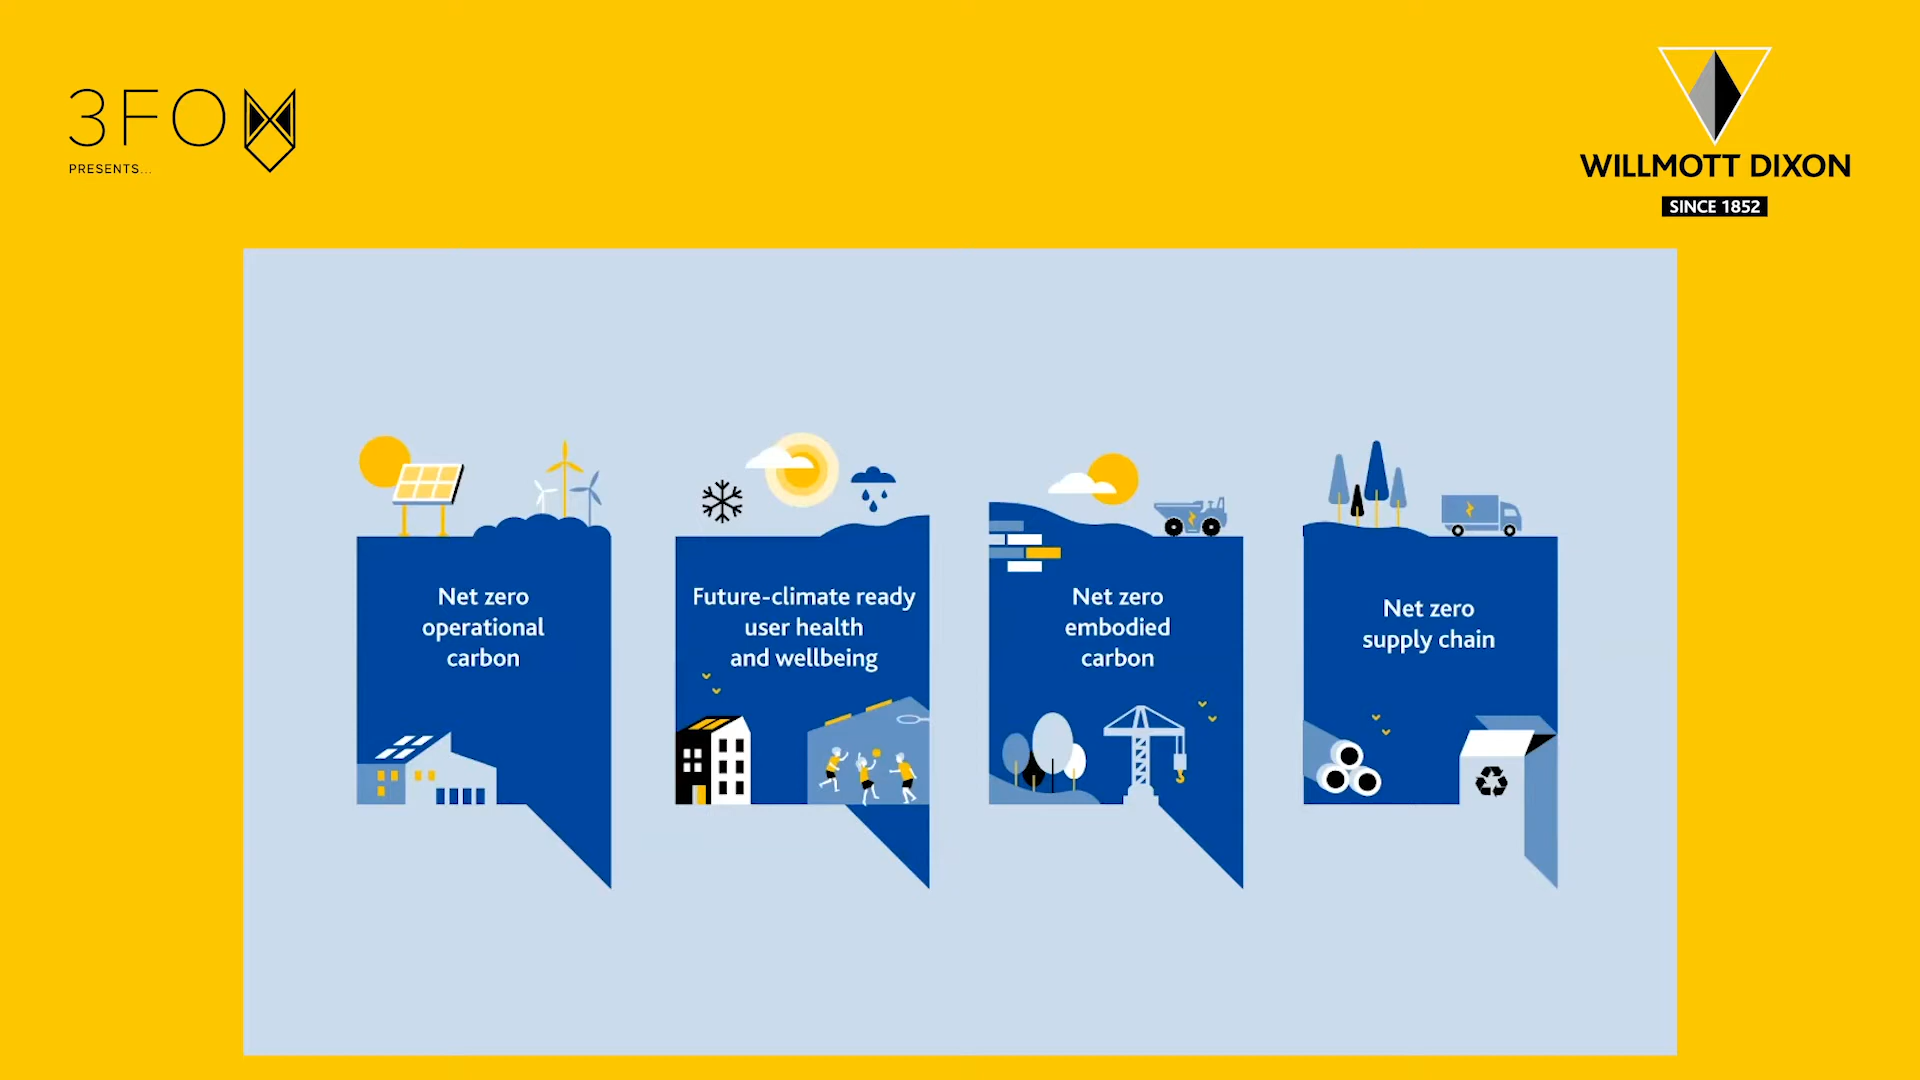 3FOX
PRESENTS...
WILLMOTT DIXON
SINCE 1852
Net zero
operational
carbon
Future-climate ready
user health
and wellbeing
Net zero
embodied
carbon
Net zero
supply chain